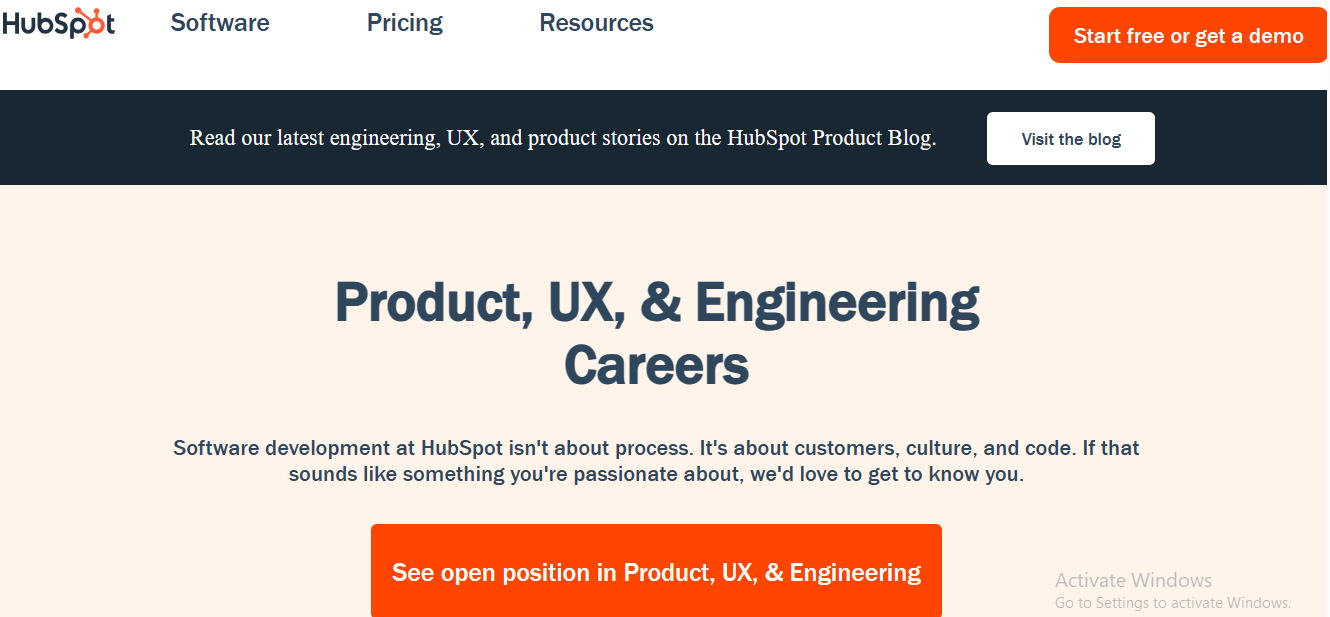 HubSpot Software Pricing Resources Start free or get a demo
Read our latest engineering, UX, and product stories on the HubSpot Product Blog. Visit the blog
Product, UX, & Engineering
Careers
Software development at HubSpot isn't about process. It's about customers, culture, and code. If that
sounds like something you're passionate about, we'd love to get to know you.
See open position in Product, UX, & Engineering
Activate Windows
Go to Settings to activate Windows.